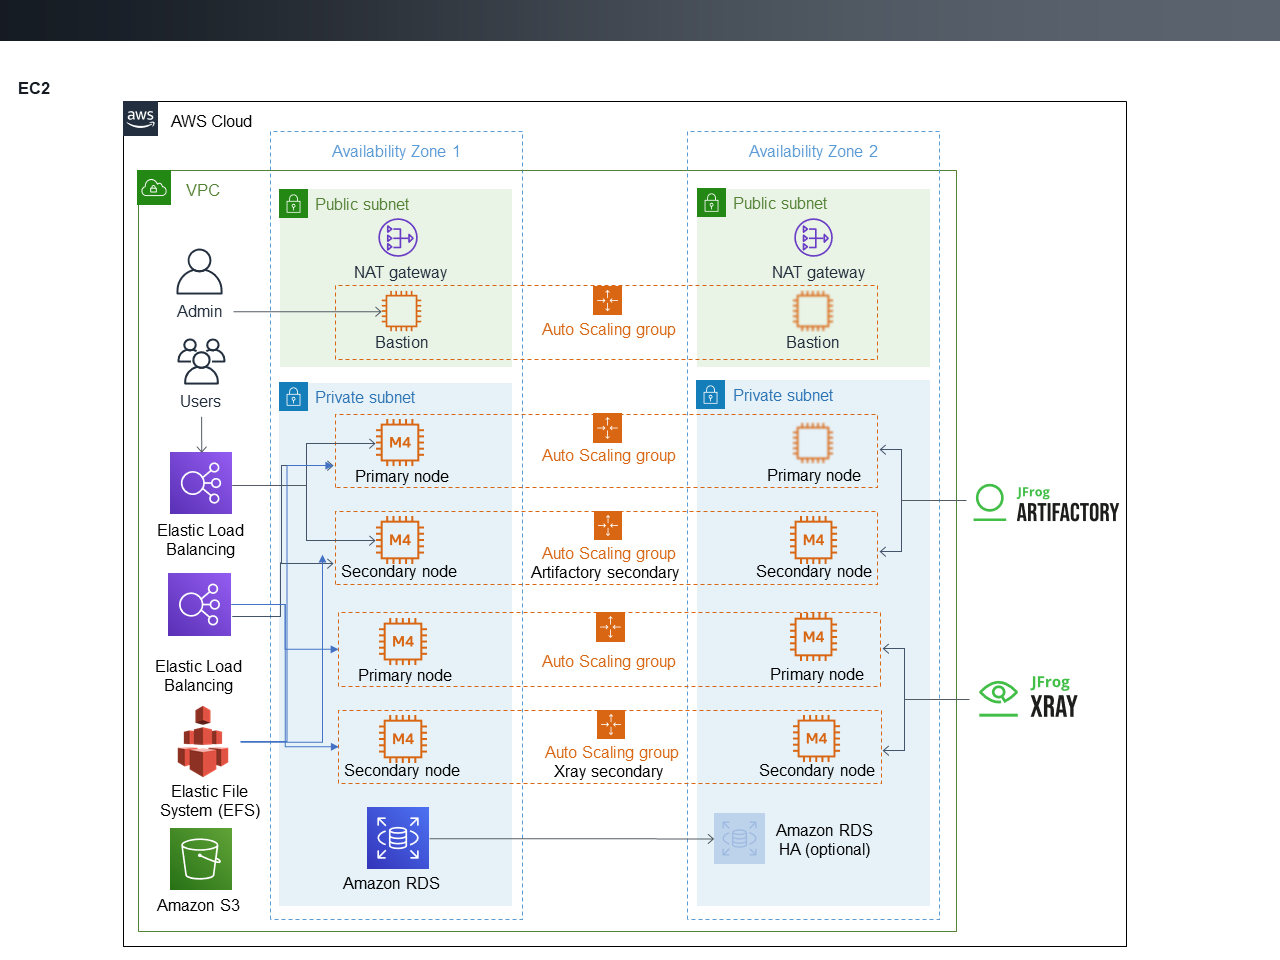 EC2
aws
AWS Cloud
Availability Zone 1
Availability Zone 2
VPC
Public subnet
Public subnet
NAT gateway
NAT gateway
Admin
Auto Scaling group
Bastion
Bastion
Users
Private subnet
Private subnet
M4
Auto Scaling group
Primary node
Primary node
JFrog
ARTIFACTORY
Elastic Load
Balancing
M4
M4
Auto Scaling group
Artifactory secondary
Secondary node
Secondary node
M4
M4
Auto Scaling group
Primary node
Primary node
Elastic Load
Balancing
JFrog
XRAY
M4
M4
Auto Scaling group
Xray secondary
Secondary node
Secondary node
Elastic File
System (EFS)
Amazon RDS
HA (optional)
Amazon RDS
Amazon S3